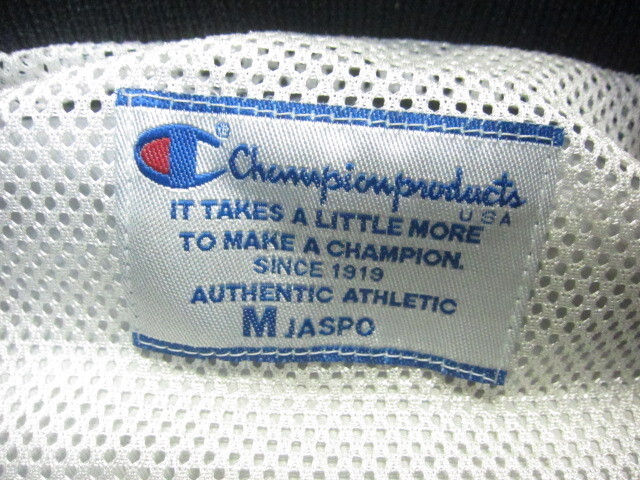 Championproducts
USA
IT TAKES A LITTLE MORE
TO MAKE A CHAMPION.
SINCE 1919
AUTHENTIC ATHLETIC
M JASPO